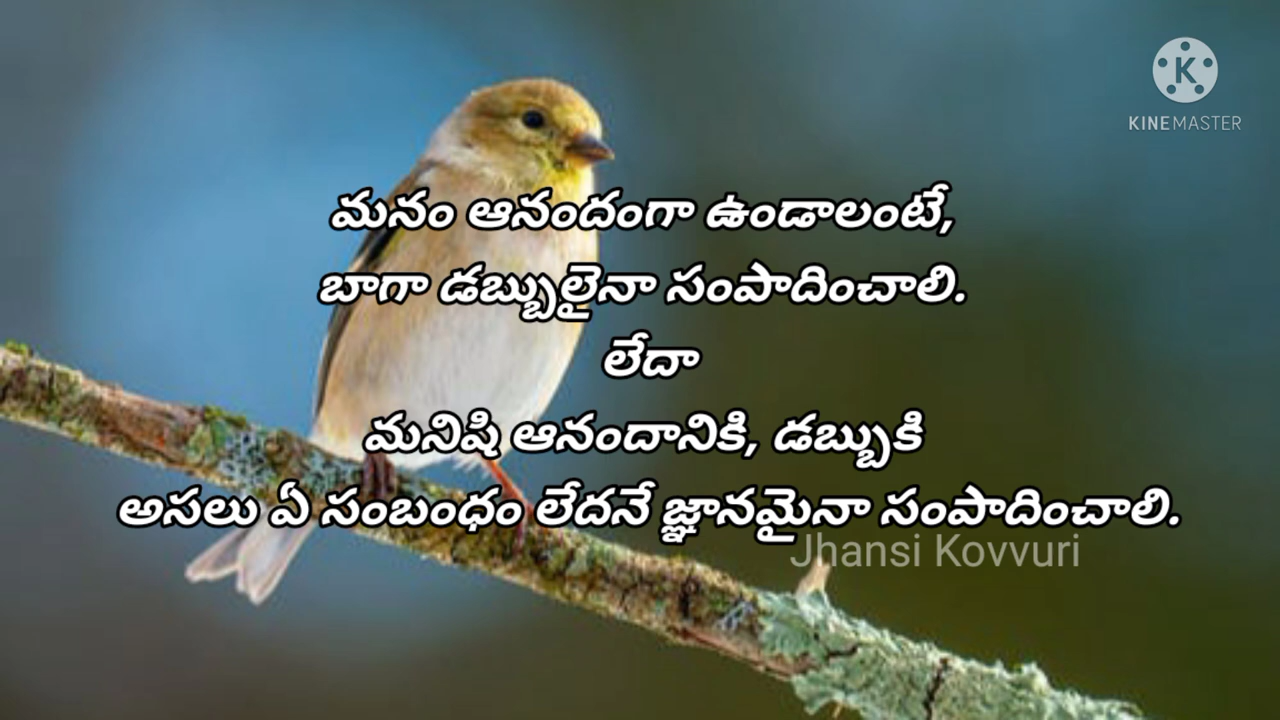 KINEMASTER
మనం ఆనందంగా ఉండాలంటే,
బాగా డబ్బులైనా సంపాదించాలి.
లేదా
మనిషి ఆనందానికి, డబ్బుకి
అసలు ఏ సంబంధం లేదనే జ్ఞానమైనా సంపాదించాలి.
Jhansi Kovvuri